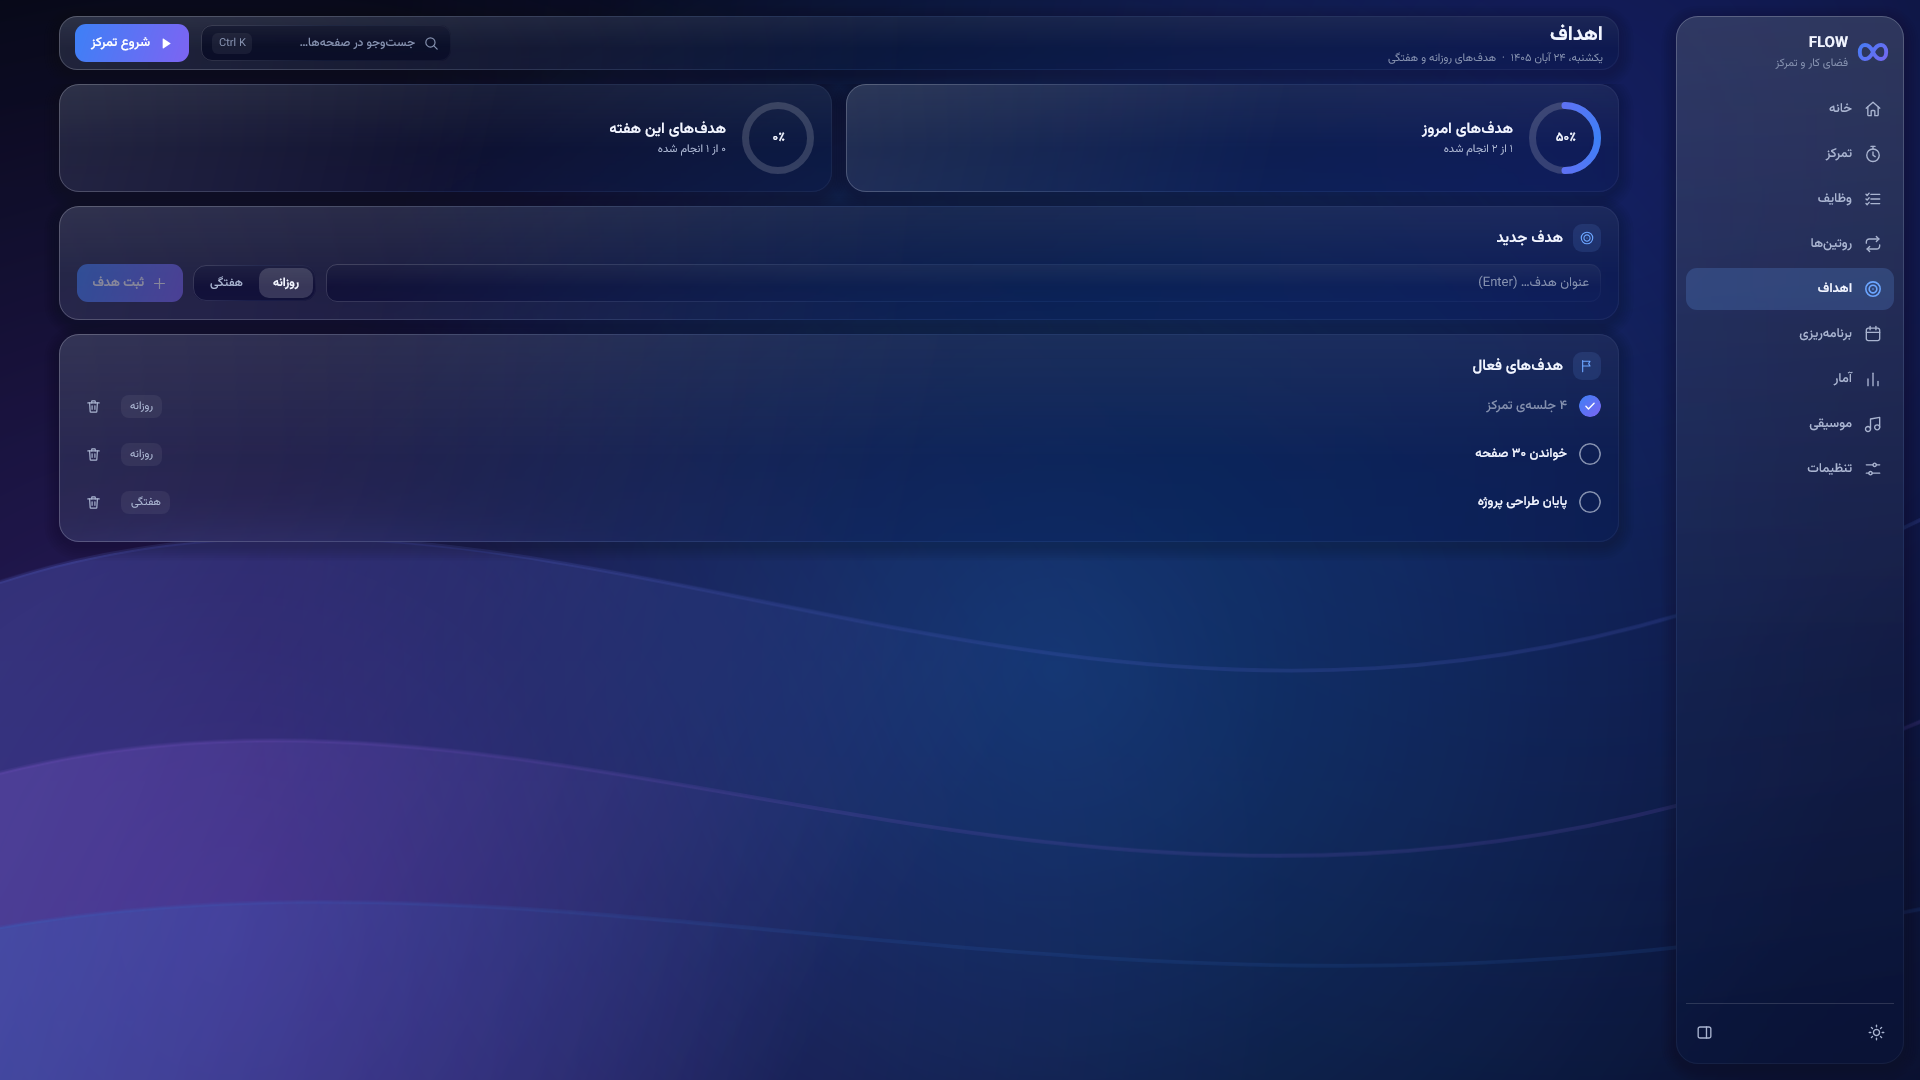 FLOW
فضای کار و تمرکز
خانه
تمرکز
وظایف
روتین‌ها
اهداف
برنامه‌ریزی
آمار
موسیقی
تنظیمات
اهداف
یکشنبه، ۲۴ آبان ۱۴۰۵ · هدف‌های روزانه و هفتگی
جست‌وجو در صفحه‌ها...
Ctrl K
شروع تمرکز
۵۰٪
هدف‌های امروز
۱ از ۲ انجام شده
۰٪
هدف‌های این هفته
۰ از ۱ انجام شده
هدف جدید
عنوان هدف... (Enter)
روزانه
هفتگی
ثبت هدف
هدف‌های فعال
۴ جلسه‌ی تمرکز
روزانه
خواندن ۳۰ صفحه
روزانه
پایان طراحی پروژه
هفتگی